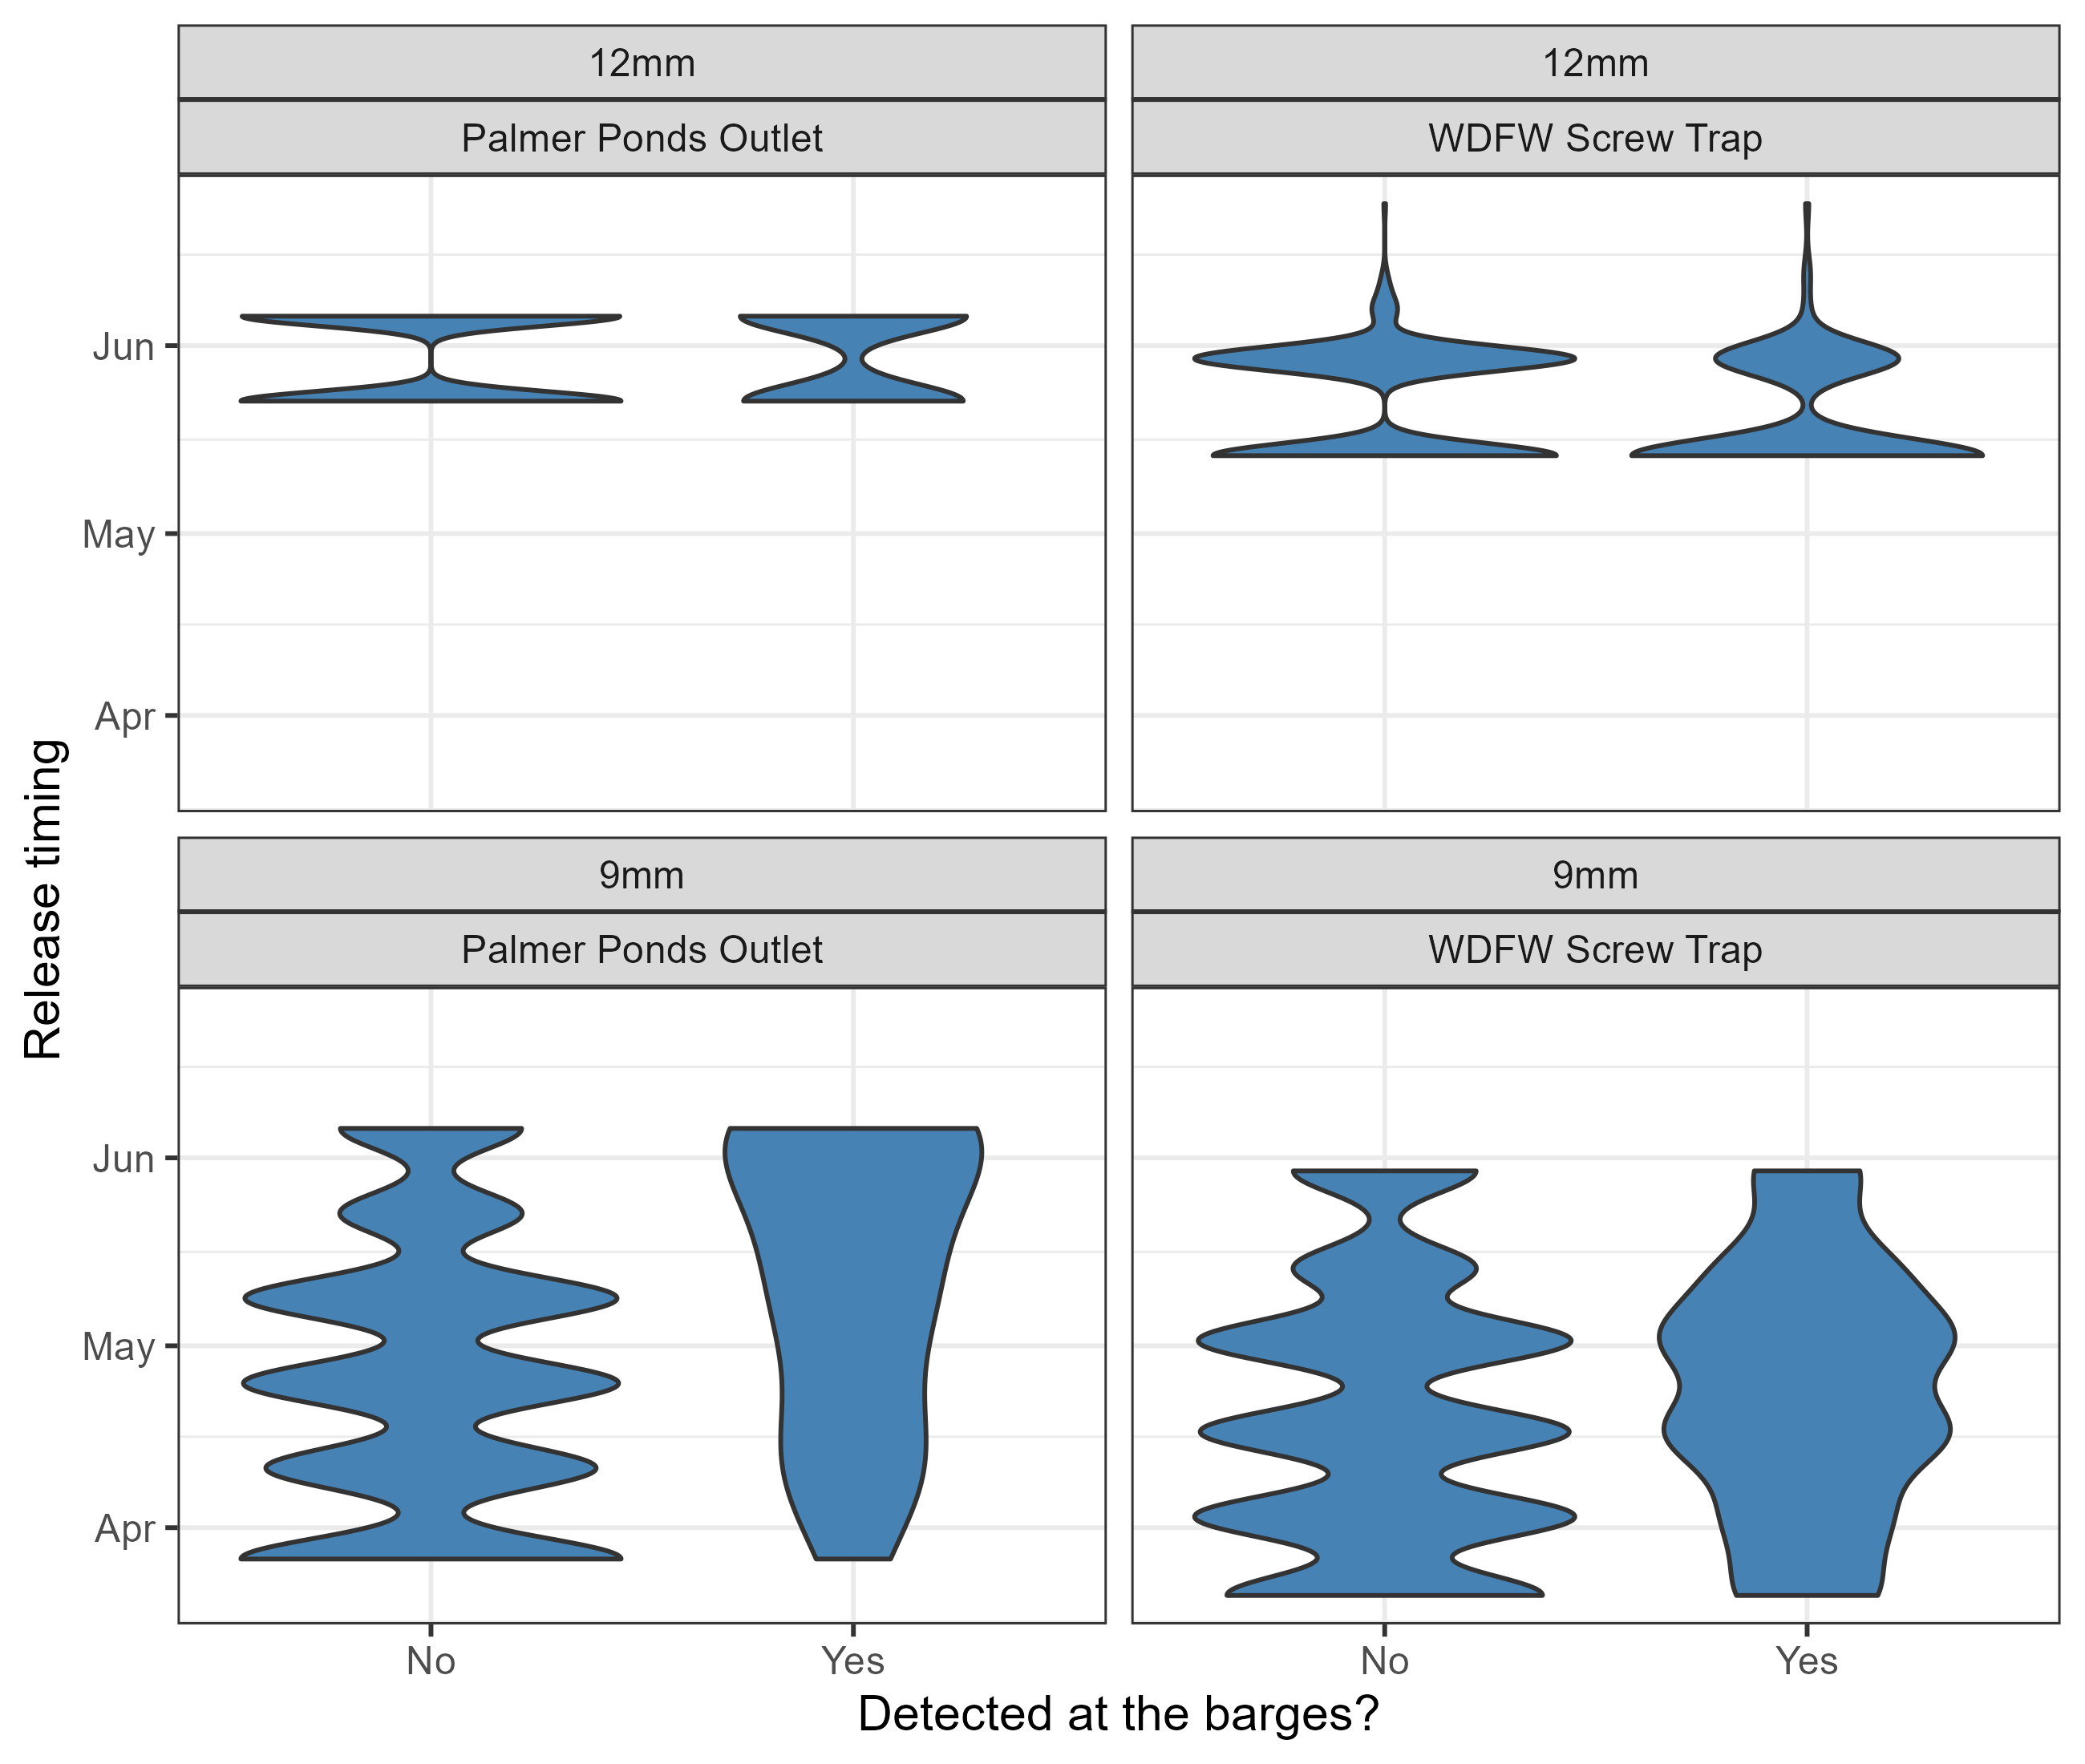 12mm
12mm
Palmer Ponds Outlet
WDFW Screw Trap
Jun
May
Apr
9mm
9mm
Palmer Ponds Outlet
WDFW Screw Trap
Jun
May
Apr
Release timing
No
Yes
No
Yes
Detected at the barges?